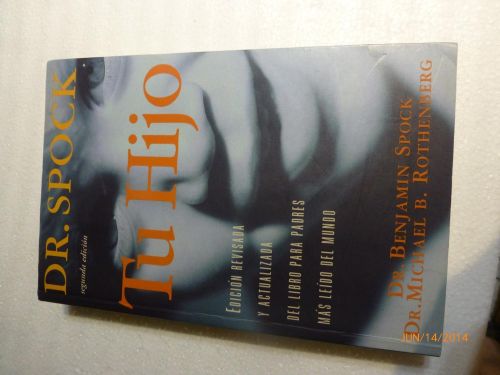 DR. SPOCK
segunda edición
Tu Hijo
EDICIÓN REVISADA
Y ACTUALIZADA
DEL LIBRO PARA PADRES
MÁS LEÍDO DEL MUNDO
DR. BENJAMIN SPOCK
DR. MICHAEL B. ROTHENBERG
JUN/14/2014